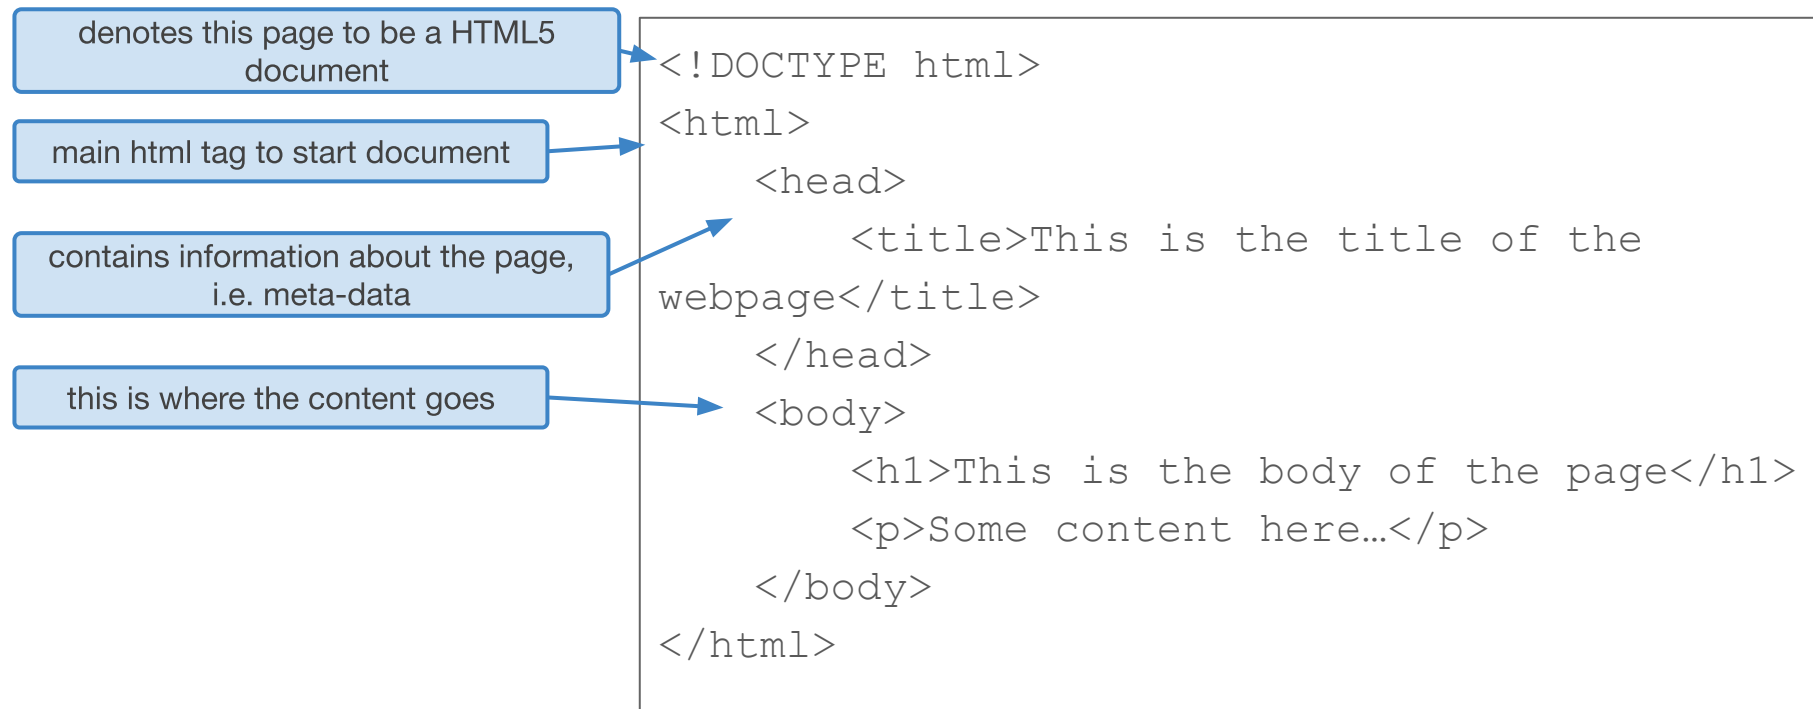 denotes this page to be a HTML5
document
main html tag to start document
contains information about the page,
i.e. meta-data
this is where the content goes
<!DOCTYPE html>
<html>
    <head>
        <title>This is the title of the
webpage</title>
    </head>
    <body>
        <h1>This is the body of the page</h1>
        <p>Some content here…</p>
    </body>
</html>